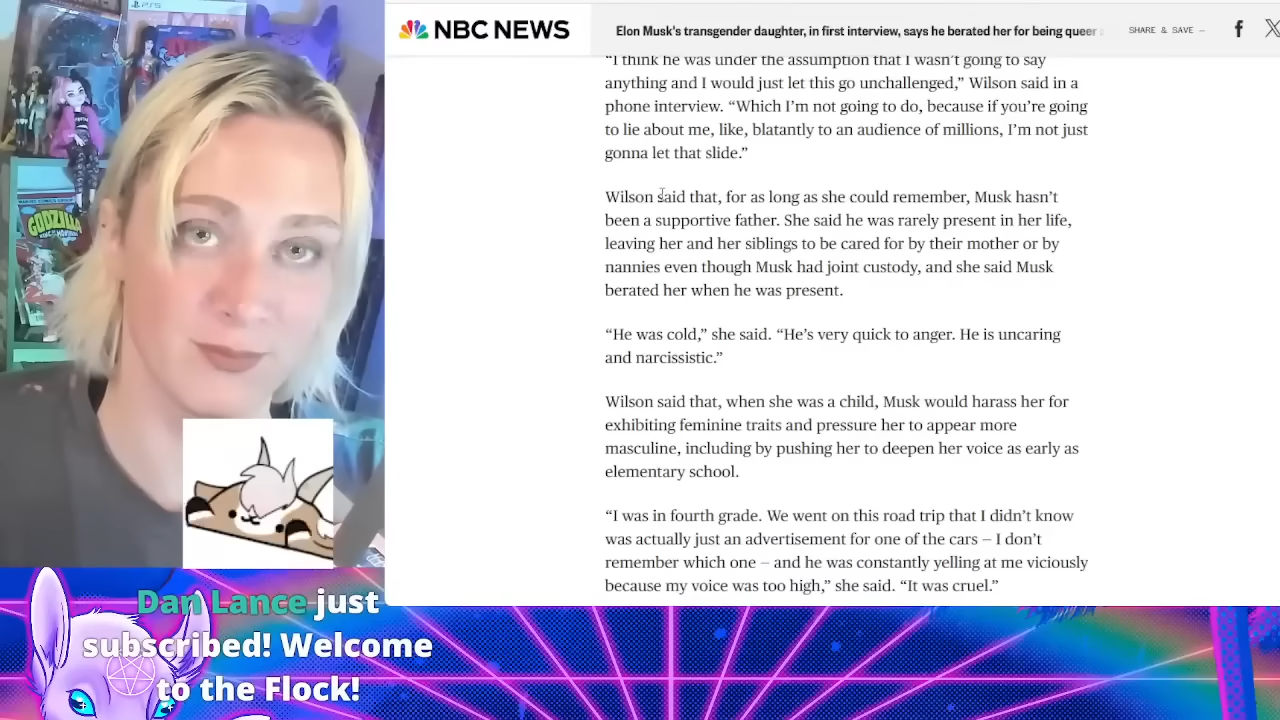 PS5
MARVEL COMICS GROUP
GODZILLA
KING OF THE MONSTERS
NBC NEWS
Elon Musk's transgender daughter, in first interview, says he berated her for being queer
SHARE & SAVE —
“I think he was under the assumption that I wasn’t going to say
anything and I would just let this go unchallenged,” Wilson said in a
phone interview. “Which I’m not going to do, because if you’re going
to lie about me, like, blatantly to an audience of millions, I’m not just
gonna let that slide.”
Wilson said that, for as long as she could remember, Musk hasn’t
been a supportive father. She said he was rarely present in her life,
leaving her and her siblings to be cared for by their mother or by
nannies even though Musk had joint custody, and she said Musk
berated her when he was present.
“He was cold,” she said. “He’s very quick to anger. He is uncaring
and narcissistic.”
Wilson said that, when she was a child, Musk would harass her for
exhibiting feminine traits and pressure her to appear more
masculine, including by pushing her to deepen her voice as early as
elementary school.
“I was in fourth grade. We went on this road trip that I didn’t know
was actually just an advertisement for one of the cars — I don’t
remember which one — and he was constantly yelling at me viciously
because my voice was too high,” she said. “It was cruel.”
Dan Lance just
subscribed! Welcome
to the Flock!